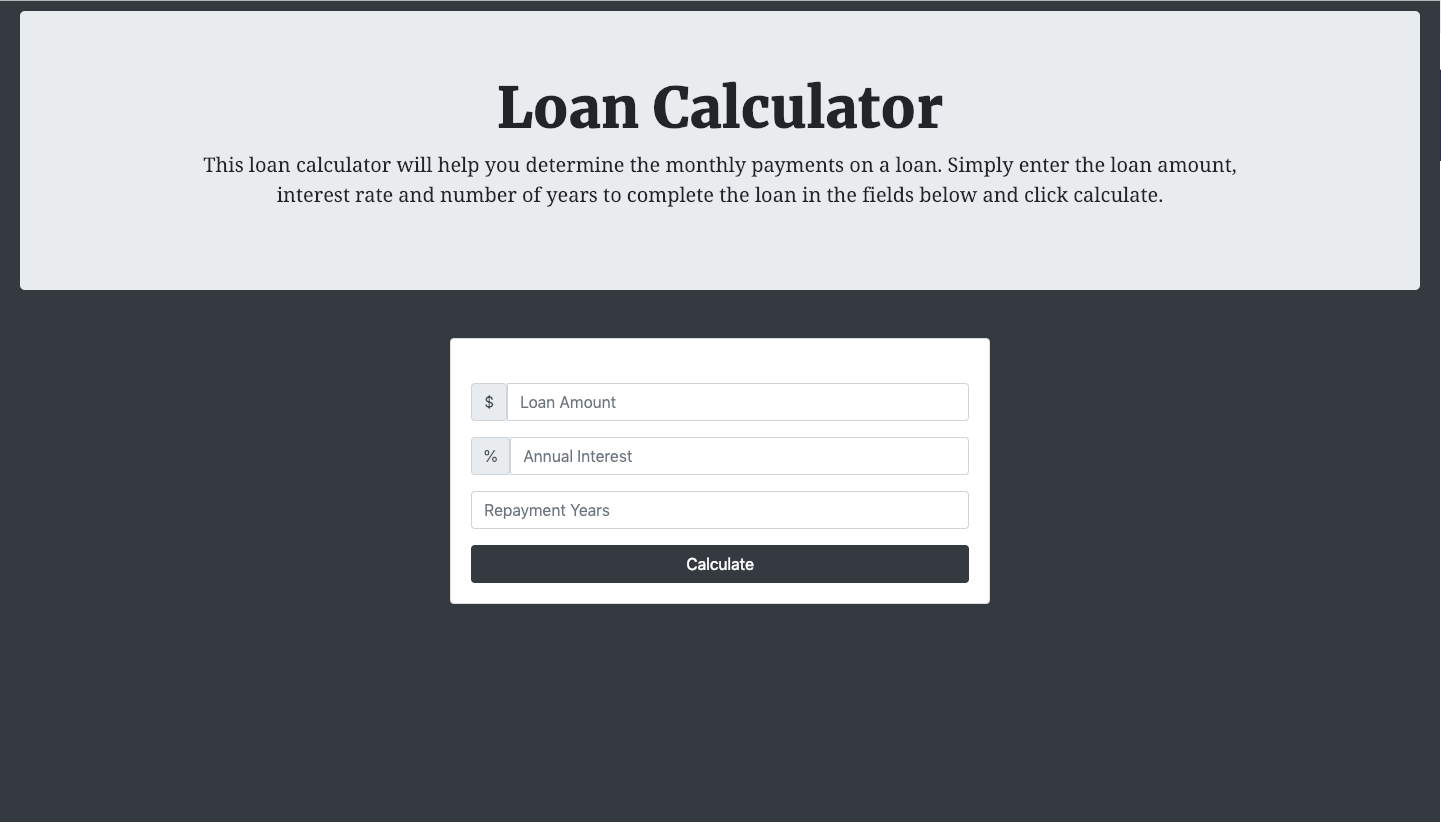 Loan Calculator
This loan calculator will help you determine the monthly payments on a loan. Simply enter the loan amount,
interest rate and number of years to complete the loan in the fields below and click calculate.
$ Loan Amount
% Annual Interest
Repayment Years
Calculate